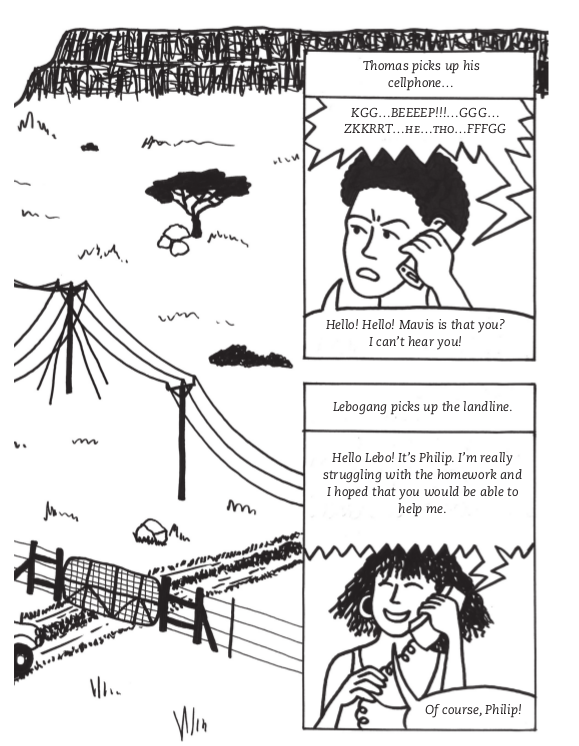 Thomas picks up his
cellphone...
KGG...BEEEEP!!!...GGG...
ZKKRRT...HE...THO...FFFGG
Hello! Hello! Mavis is that you?
I can't hear you!
Lebogang picks up the landline.
Hello Lebo! It's Philip. I'm really
struggling with the homework and
I hoped that you would be able to
help me.
Of course, Philip!